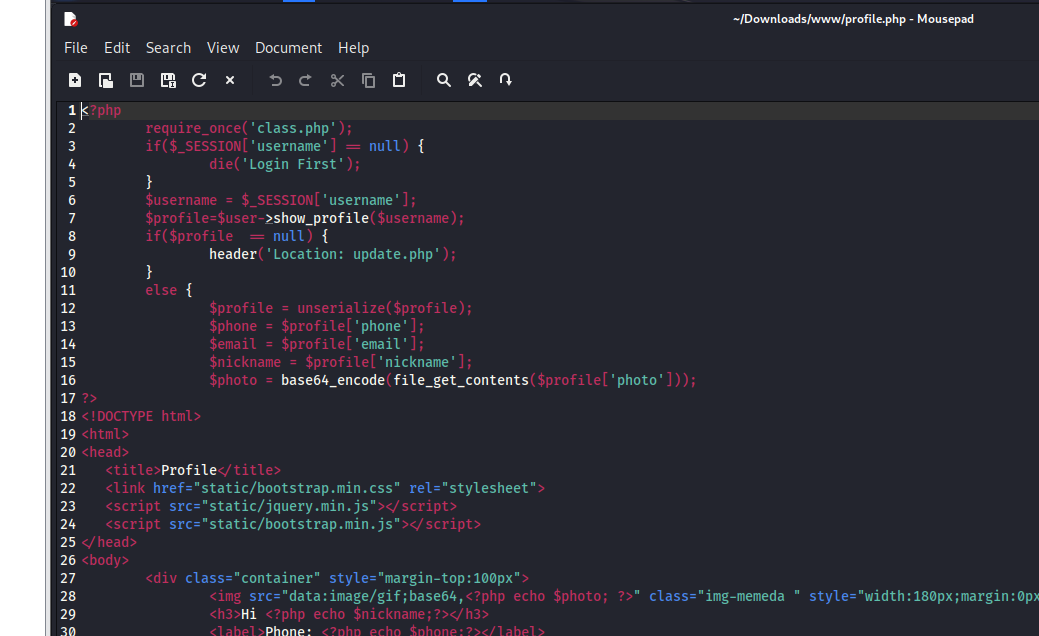 ~/Downloads/www/profile.php - Mousepad
File Edit Search View Document Help
1 <?php
2 require_once('class.php');
3 if($_SESSION['username'] == null) {
4 die('Login First');
5 }
6 $username = $_SESSION['username'];
7 $profile=$user->show_profile($username);
8 if($profile  == null) {
9 header('Location: update.php');
10 }
11 else {
12 $profile = unserialize($profile);
13 $phone = $profile['phone'];
14 $email = $profile['email'];
15 $nickname = $profile['nickname'];
16 $photo = base64_encode(file_get_contents($profile['photo']));
17 ?>
18 <!DOCTYPE html>
19 <html>
20 <head>
21 <title>Profile</title>
22 <link href="static/bootstrap.min.css" rel="stylesheet">
23 <script src="static/jquery.min.js"></script>
24 <script src="static/bootstrap.min.js"></script>
25 </head>
26 <body>
27 <div class="container" style="margin-top:100px">
28 <img src="data:image/gif;base64,<?php echo $photo; ?>" class="img-memeda " style="width:180px;margin:0px
29 <h3>Hi <?php echo $nickname;?></h3>
30 <label>Phone: <?php echo $phone;?></label>